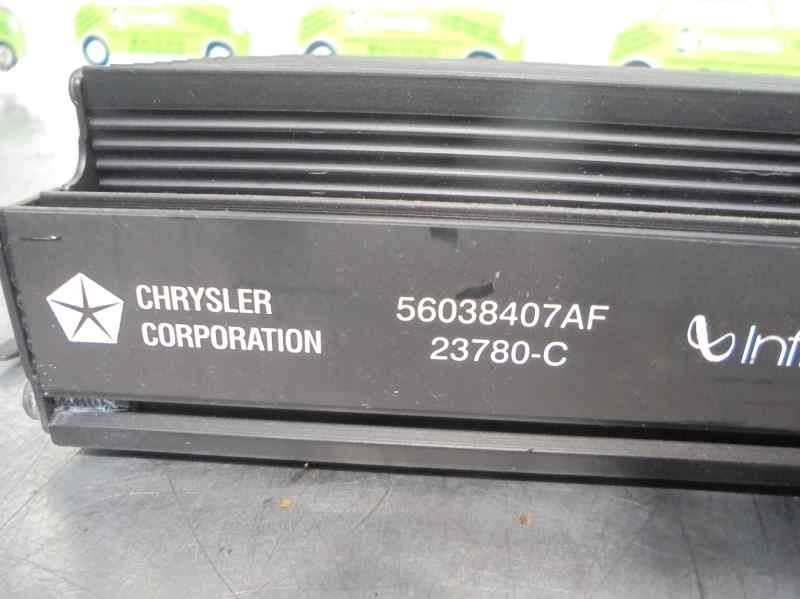 CHRYSLER
CORPORATION
56038407AF
23780-C